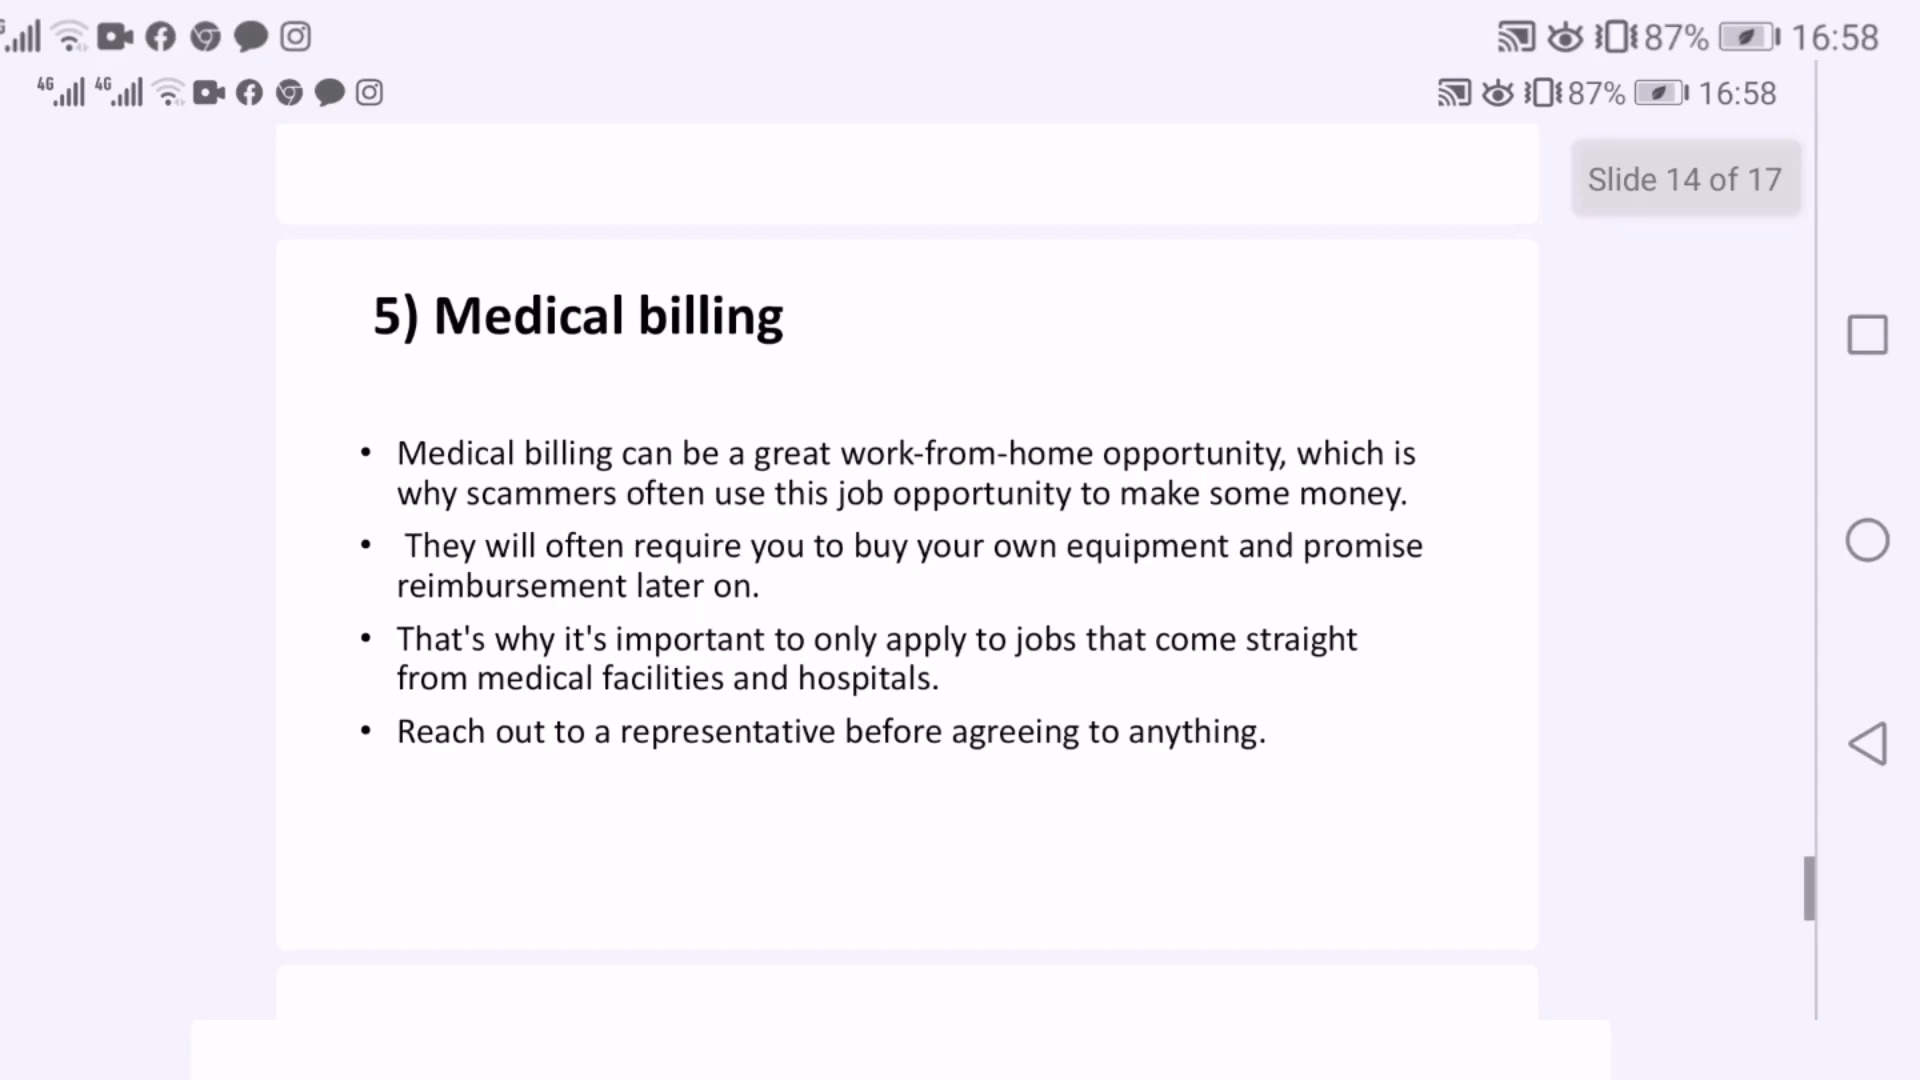 87% 16:58
4G 4G 87% 16:58
Slide 14 of 17
5) Medical billing
• Medical billing can be a great work-from-home opportunity, which is
why scammers often use this job opportunity to make some money.
• They will often require you to buy your own equipment and promise
reimbursement later on.
• That's why it's important to only apply to jobs that come straight
from medical facilities and hospitals.
• Reach out to a representative before agreeing to anything.